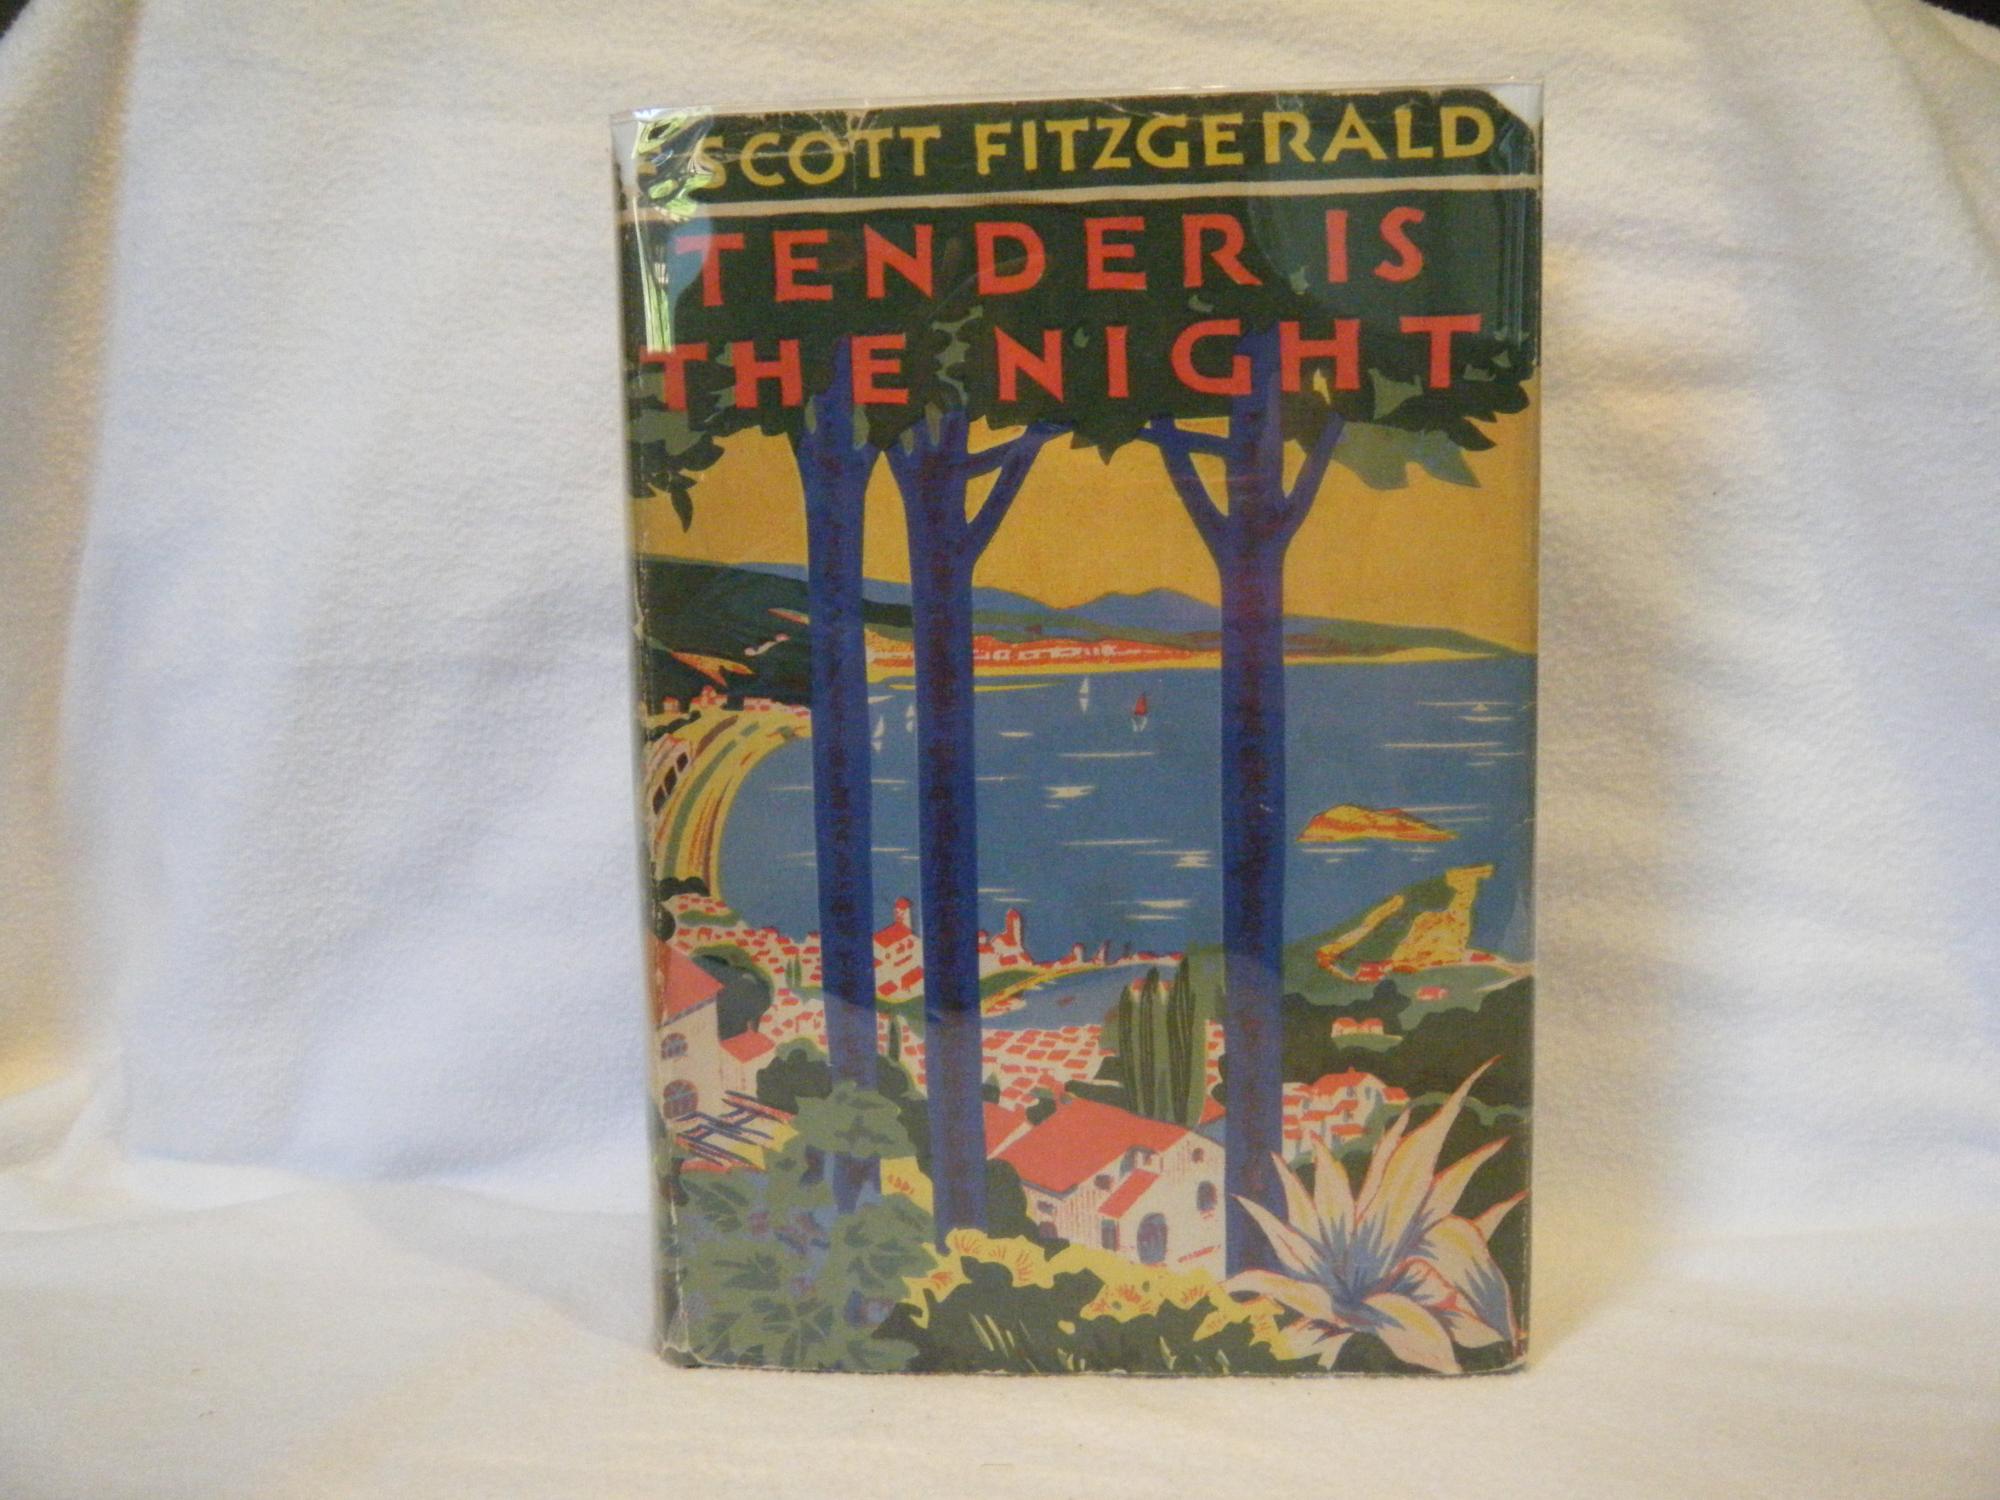 F SCOTT FITZGERALD
TENDER IS
THE NIGHT